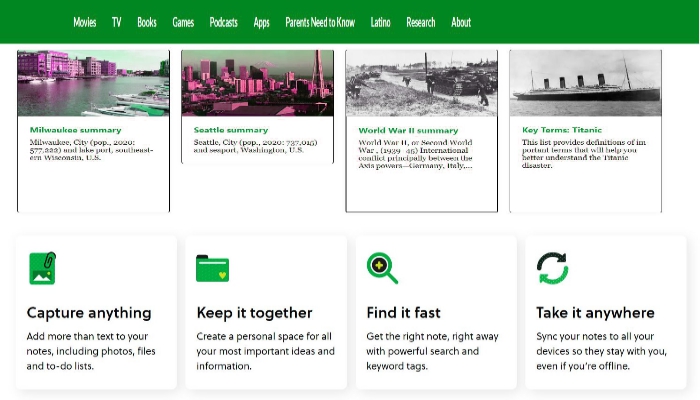 Movies TV Books Games Podcasts Apps Parents Need to Know Latino Research About
Milwaukee summary
Milwaukee, City (pop., 2020:
577,222) and lake port, southeast-
ern Wisconsin, U.S.
Seattle summary
Seattle, City (pop., 2020: 737,015)
and seaport, Washington, U.S.
World War II summary
World War II, or Second World
War , (1939–45) International
conflict principally between the
Axis powers—Germany, Italy,...
Key Terms: Titanic
This list provides definitions of im
portant terms that will help you
better understand the Titanic
disaster.
Capture anything
Add more than text to your
notes, including photos, files
and to-do lists.
Keep it together
Create a personal space for all
your most important ideas and
information.
Find it fast
Get the right note, right away
with powerful search and
keyword tags.
Take it anywhere
Sync your notes to all your
devices so they stay with you,
even if you're offline.